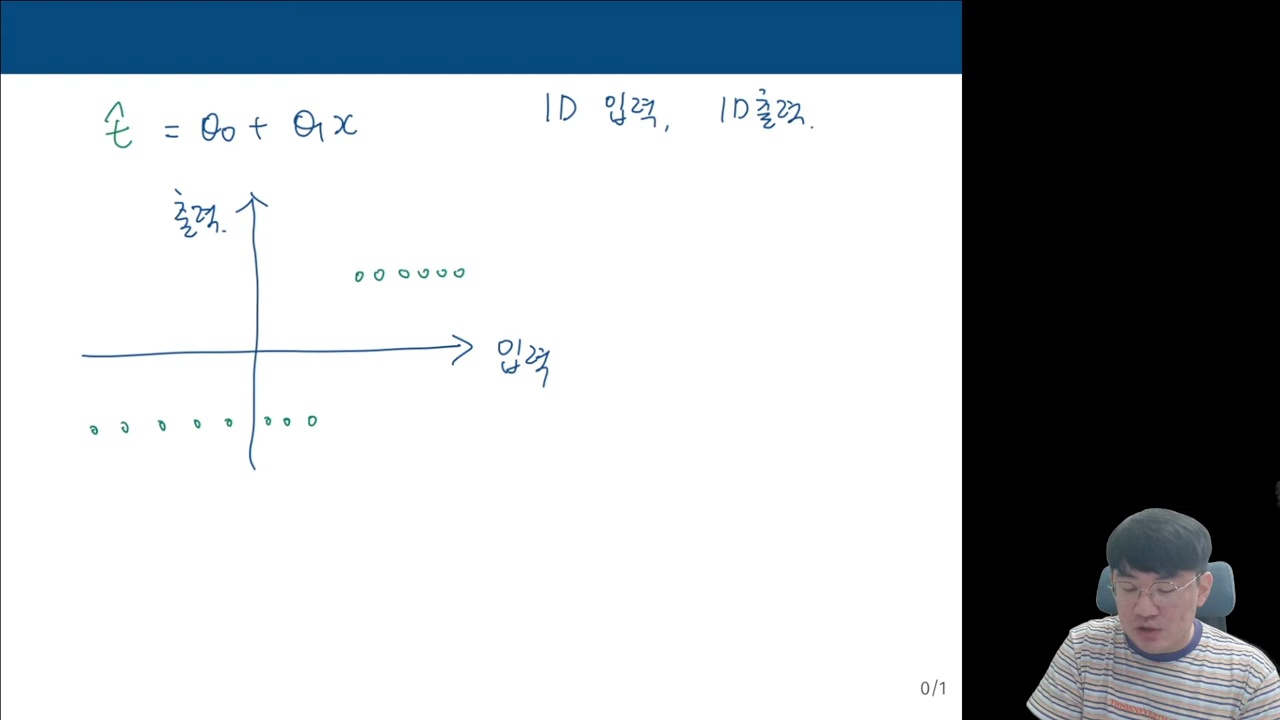 t̂ = θ₀ + θ₁x
1D 입력, 1D 출력.
출력.
입력
0/1